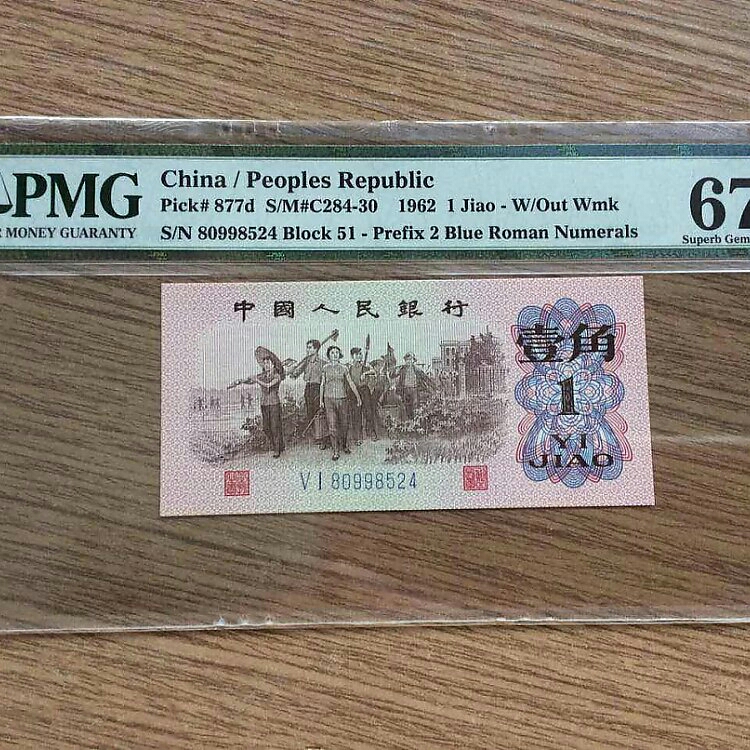 PMG
MONEY GUARANTY
China / Peoples Republic
Pick# 877d S/M#C284-30 1962 1 Jiao - W/Out Wmk
S/N 80998524 Block 51 - Prefix 2 Blue Roman Numerals
67
Superb Gem
中國人民銀行
壹角
1
YI
JIAO
VI 80998524